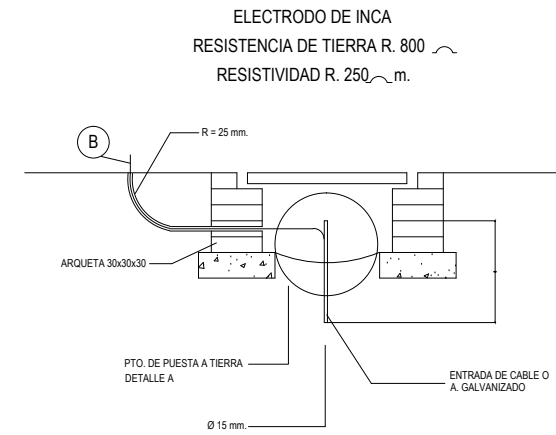 ELECTRODO DE INCA
RESISTENCIA DE TIERRA R. 800
RESISTIVIDAD R. 250 m.
R = 25 mm.
B
ARQUETA 30x30x30
PTO. DE PUESTA A TIERRA
DETALLE A
ENTRADA DE CABLE O
A. GALVANIZADO
Ø 15 mm.